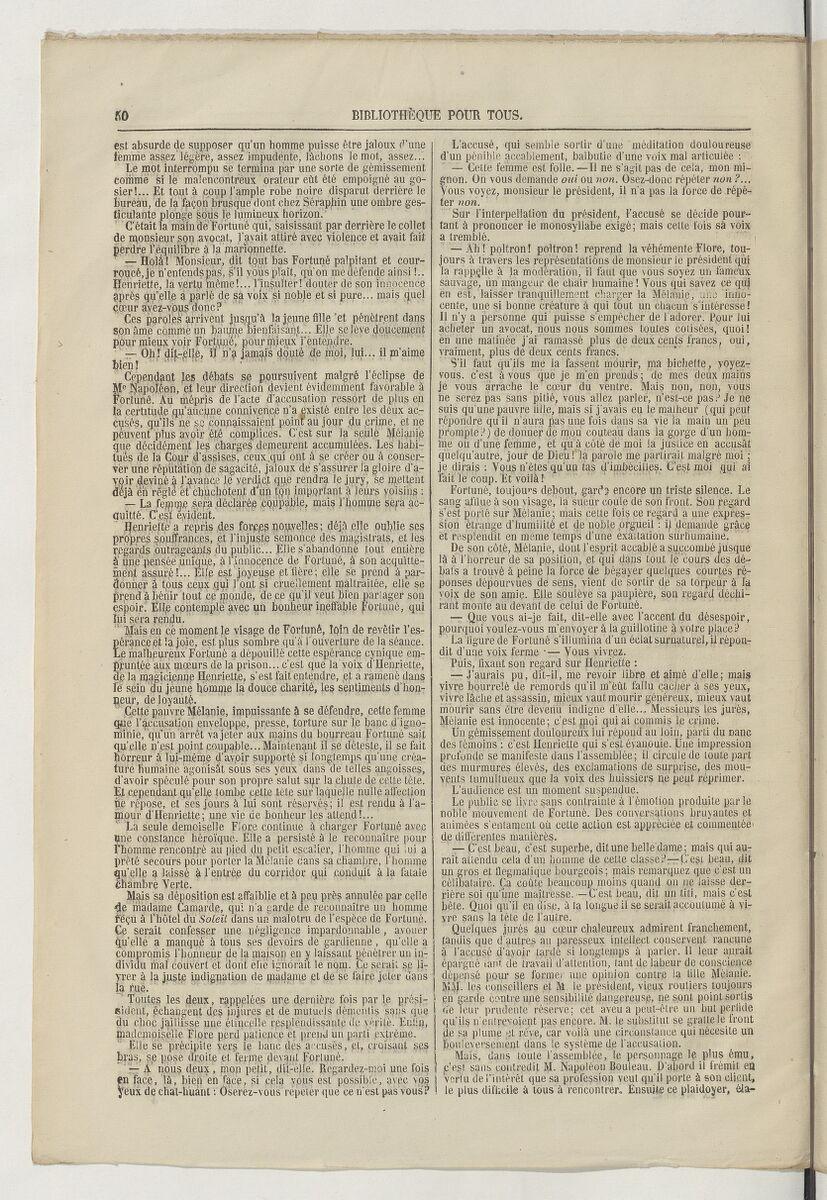 50
BIBLIOTHÈQUE POUR TOUS.
est absurde de supposer qu'un homme puisse être jaloux d'une
femme assez légère, assez impudente, lâchons le mot, assez...
Le mot interrompu se termina par une sorte de gémissement
comme si le malencontreux orateur eût été empoigné au go-
sier!... Et tout à coup l'ample robe noire disparut derrière le
bureau, de la façon brusque dont chez Séraphin une ombre ges-
ticulante plonge sous le lumineux horizon.
C'était la main de Fortuné qui, saisissant par derrière le collet
de monsieur son avocat, l'avait attiré avec violence et avait fait
perdre l'équilibre à la marionnette.
— Holà! Monsieur, dit tout bas Fortuné palpitant et cour-
roucé, je n'entends pas, s'il vous plaît, qu'on me défende ainsi!..
Henriette, la vertu même!... l'insulter! douter de son innocence
après qu'elle a parlé de sa voix si noble et si pure... mais quel
cœur avez-vous donc?
Ces paroles arrivent jusqu'à la jeune fille et pénètrent dans
son âme comme un baume bienfaisant... Elle se lève doucement
pour mieux voir Fortuné, pour mieux l'entendre.
— Oh! dit-elle, il n'a jamais douté de moi, lui... il m'aime
bien!
Cependant les débats se poursuivent malgré l'éclipse de
Me Napoléon, et leur direction devient évidemment favorable à
Fortuné. Au mépris de l'acte d'accusation ressort de plus en
la certitude qu'aucune connivence n'a existé entre les deux ac-
cusés, qu'ils ne se connaissaient point au jour du crime, et ne
peuvent plus avoir été complices. C'est sur la seule Mélanie
que décidément les charges demeurent accumulées. Les habi-
tués de la Cour d'assises, ceux qui ont à se créer ou à conser-
ver une réputation de sagacité, jaloux de s'assurer la gloire d'a-
voir deviné à l'avance le verdict que rendra le jury, se mettent
déjà en règle et chuchotent d'un ton important à leurs voisins :
— La femme sera déclarée coupable, mais l'homme sera ac-
quitté. C'est évident.
Henriette a repris des forces nouvelles; déjà elle oublie ses
propres souffrances, et l'injuste semonce des magistrats, et les
regards outrageants du public... Elle s'abandonne tout entière
à une pensée unique, à l'innocence de Fortuné, à son acquitte-
ment assuré!... Elle est joyeuse et fière; elle se prend à par-
donner à tous ceux qui l'ont si cruellement maltraitée, elle se
prend à bénir tout ce monde, de ce qu'il veut bien partager son
espoir. Elle contemple avec un bonheur ineffable Fortuné, qui
lui sera rendu.
Mais en ce moment le visage de Fortuné, loin de revêtir l'es-
pérance et la joie, est plus sombre qu'à l'ouverture de la séance.
Le malheureux Fortuné a dépouillé cette espérance cynique em-
pruntée aux mœurs de la prison... c'est que la voix d'Henriette,
de la magicienne Henriette, s'est fait entendre, et a ramené dans
le sein du jeune homme la douce charité, les sentiments d'hon-
neur, de loyauté.
Cette pauvre Mélanie, impuissante à se défendre, cette femme
que l'accusation enveloppe, presse, torture sur le banc d'igno-
minie, qu'un arrêt va jeter aux mains du bourreau Fortuné sait
qu'elle n'est point coupable... Maintenant il se déteste, il se fait
horreur à lui-même d'avoir supporté si longtemps qu'une créa-
ture humaine agonisât sous ses yeux dans de telles angoisses,
d'avoir spéculé pour son propre salut sur la chute de cette tête.
Et cependant qu'elle tombe cette tête sur laquelle nulle affection
ne repose, et ses jours à lui sont réservés; il est rendu à l'a-
mour d'Henriette; une vie de bonheur les attend!...
La seule demoiselle Flore continue à charger Fortuné avec
une constance héroïque. Elle a persisté à le reconnaître pour
l'homme rencontré au pied du petit escalier, l'homme qui lui a
prêté secours pour porter la Mélanie dans sa chambre, l'homme
qu'elle a laissé à l'entrée du corridor qui conduit à la fatale
chambre Verte.
Mais sa déposition est affaiblie et à peu près annulée par celle
de madame Camarde, qui n'a garde de reconnaître un homme
reçu à l'hôtel du Soleil dans un malotru de l'espèce de Fortuné.
Ce serait confesser une négligence impardonnable, avouer
qu'elle a manqué à tous ses devoirs de gardienne, qu'elle a
compromis l'honneur de la maison en y laissant pénétrer un in-
dividu mal couvert et dont elle ignorait le nom. Ce serait se li-
vrer à la juste indignation de madame et de se faire jeter dans
la rue.
Toutes les deux, rappelées une dernière fois par le prési-
sident, échangent des injures et de mutuels démentis sans que
du choc jaillisse une étincelle resplendissante de vérité. Enfin,
mademoiselle Flore perd patience et prend un parti extrême.
Elle se précipite vers le banc des accusés, et, croisant ses
bras, se pose droite et ferme devant Fortuné.
— A nous deux, mon petit, dit-elle. Regardez-moi une fois
en face, là, bien en face, si cela vous est possible, avec vos
yeux de chat-huant : Oserez-vous répéter que ce n'est pas vous?
L'accusé, qui semble sortir d'une méditation douloureuse
d'un pénible accablement, balbutie d'une voix mal articulée :
— Cette femme est folle. — Il ne s'agit pas de cela, mon mi-
gnon. On vous demande oui ou non. Osez-donc répéter non?...
Vous voyez, monsieur le président, il n'a pas la force de répé-
ter non.
Sur l'interpellation du président, l'accusé se décide pour-
tant à prononcer le monosyllabe exigé; mais cette fois sa voix
a tremblé.
— Ah! poltron! poltron! reprend la véhémente Flore, tou-
jours à travers les représentations de monsieur le président qui
la rappelle à la modération, il faut que vous soyez un fameux
sauvage, un mangeur de chair humaine! Vous qui savez ce qui
en est, laisser tranquillement charger la Mélanie, une inno-
cente, une si bonne créature à qui tout un chacun s'intéresse!
Il n'y a personne qui puisse s'empêcher de l'adorer. Pour lui
acheter un avocat, nous nous sommes toutes cotisées, quoi!
en une matinée j'ai ramassé plus de deux cents francs, oui,
vraiment, plus de deux cents francs.
S'il faut qu'ils me la fassent mourir, ma bichette, voyez-
vous. c'est à vous que je m'en prends; de mes deux mains
je vous arrache le cœur du ventre. Mais non, non, vous
ne serez pas sans pitié, vous allez parler, n'est-ce pas? Je ne
suis qu'une pauvre fille, mais si j'avais eu le malheur (qui peut
répondre qu'il n'aura pas une fois dans sa vie la main un peu
prompte?) de donner de mon couteau dans la gorge d'un hom-
me ou d'une femme, et qu'à côté de moi la justice en accusât
quelqu'autre, jour de Dieu! la parole me partirait malgré moi;
je dirais : Vous n'êtes qu'un tas d'imbéciles. C'est moi qui ai
fait le coup. Et voilà!
Fortuné, toujours debout, garde encore un triste silence. Le
sang afflue à son visage, la sueur coule de son front. Son regard
s'est porté sur Mélanie; mais cette fois ce regard a une expres-
sion étrange d'humilité et de noble orgueil : il demande grâce
et resplendit en même temps d'une exaltation surhumaine.
De son côté, Mélanie, dont l'esprit accablé a succombé jusque
là à l'horreur de sa position, et qui dans tout le cours des dé-
bats a trouvé à peine la force de bégayer quelques courtes ré-
ponses dépourvues de sens, vient de sortir de sa torpeur à la
voix de son amie. Elle soulève sa paupière, son regard déchi-
rant monte au devant de celui de Fortuné.
— Que vous ai-je fait, dit-elle avec l'accent du désespoir,
pourquoi voulez-vous m'envoyer à la guillotine à votre place?
La figure de Fortuné s'illumina d'un éclat surnaturel, il répon-
dit d'une voix ferme : — Vous vivrez.
Puis, fixant son regard sur Henriette :
— J'aurais pu, dit-il, me revoir libre et aimé d'elle; mais
vivre bourrelé de remords qu'il m'eût fallu cacher à ses yeux,
vivre lâche et assassin, mieux vaut mourir généreux, mieux vaut
mourir sans être devenu indigne d'elle... Messieurs les jurés,
Mélanie est innocente; c'est moi qui ai commis le crime.
Un gémissement douloureux lui répond au loin, parti du banc
des témoins : c'est Henriette qui s'est évanouie. Une impression
profonde se manifeste dans l'assemblée; il circule de toute part
des murmures élevés, des exclamations de surprise, des mou-
vents tumultueux que la voix des huissiers ne peut réprimer.
L'audience est un moment suspendue.
Le public se livre sans contrainte à l'émotion produite par le
noble mouvement de Fortuné. Des conversations bruyantes et
animées s'entament où cette action est appréciée et commentée
de différentes manières.
— C'est beau, c'est superbe, dit une belle dame; mais qui au-
rait attendu cela d'un homme de cette classe? — C'est beau, dit
un gros et flegmatique bourgeois; mais remarquez que c'est un
célibataire. Ça coûte beaucoup moins quand on ne laisse der-
rière soi qu'une maîtresse. — C'est beau, dit un titi, mais c'est
bête. Quoi qu'il en dise, à la longue il se serait accoutumé à vi-
vre sans la tête de l'autre.
Quelques jurés au cœur chaleureux admirent franchement,
tandis que d'autres au paresseux intellect conservent rancune
à l'accusé d'avoir tardé si longtemps à parler. Il leur aurait
épargné tant de travail d'attention, tant de labeur de conscience
dépensé pour se former une opinion contre la fille Mélanie.
MM. les conseillers et M. le président, vieux routiers toujours
en garde contre une sensibilité dangereuse, ne sont point sortis
de leur prudente réserve; cet aveu a peut-être un but perfide
qu'ils n'entrevoient pas encore. M. le substitut se gratte le front
de sa plume et rêve, car voilà une circonstance qui nécessite un
bouleversement dans le système de l'accusation.
Mais, dans toute l'assemblée, le personnage le plus ému,
c'est sans contredit M. Napoléon Bouleau. D'abord il frémit en
vertu de l'intérêt que sa profession veut qu'il porte à son client,
le plus difficile à tous à rencontrer. Ensuite ce plaidoyer, éla-